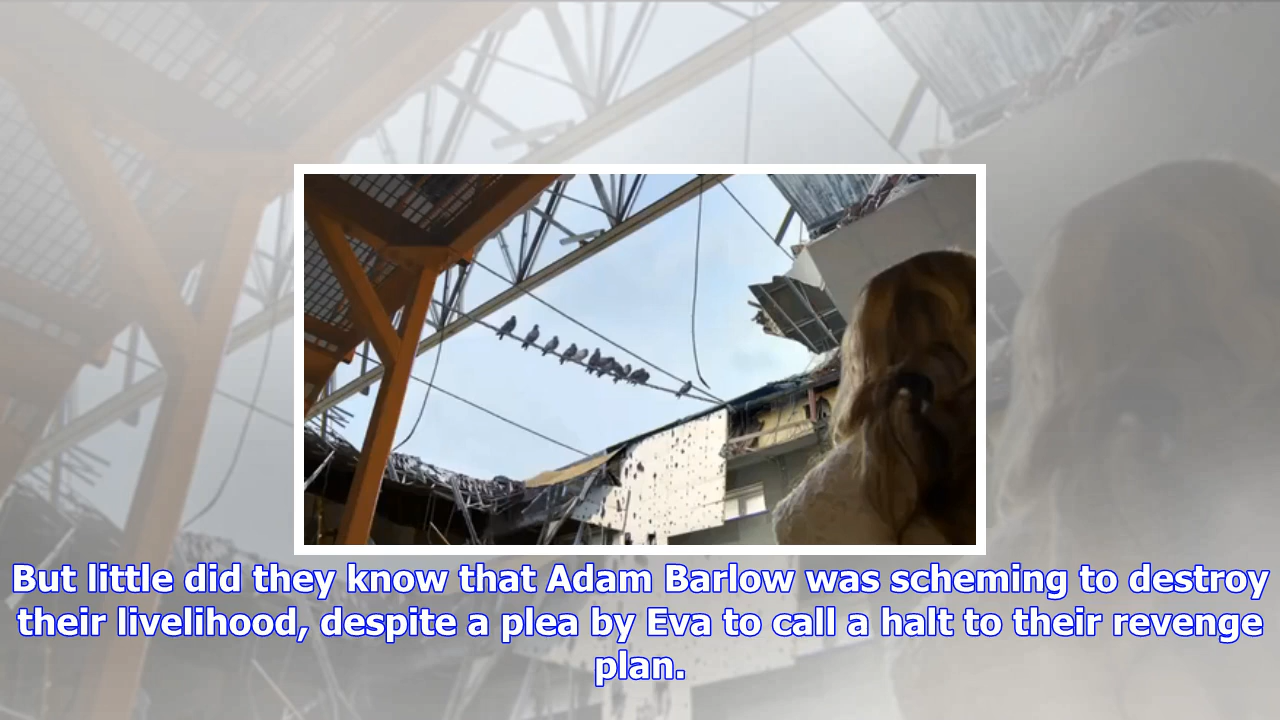 But little did they know that Adam Barlow was scheming to destroy
their livelihood, despite a plea by Eva to call a halt to their revenge
plan.